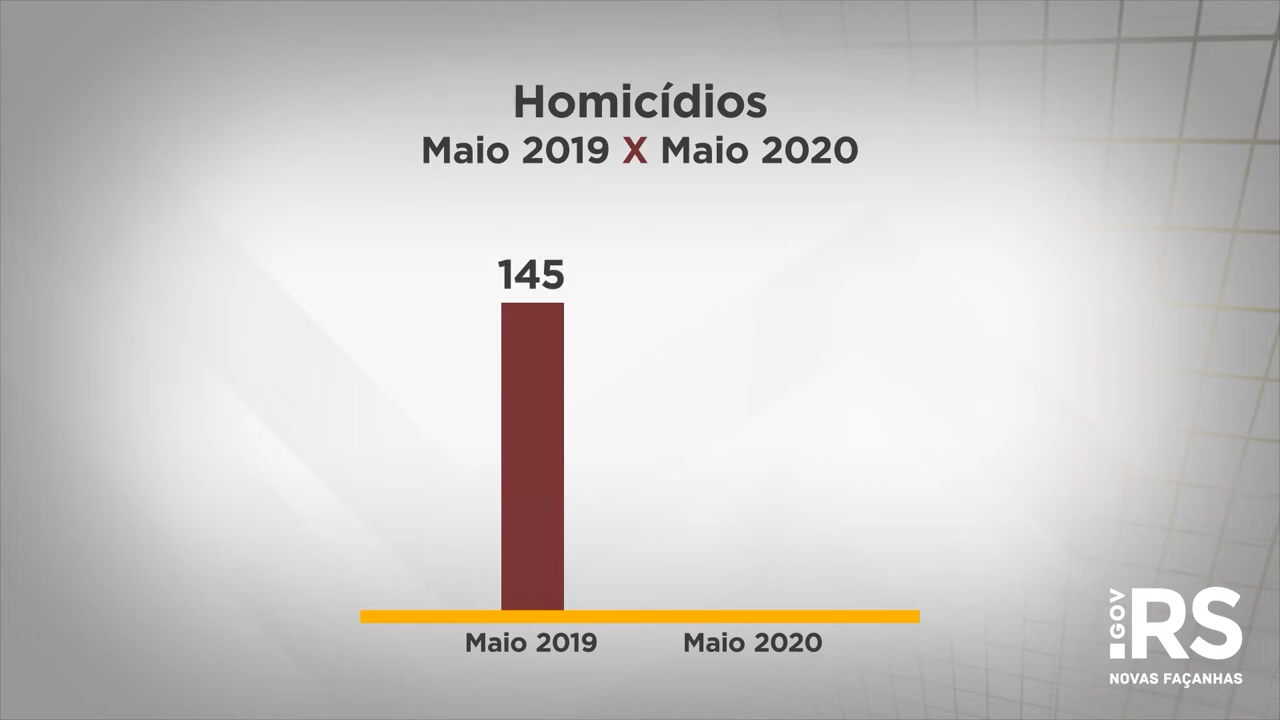 Homicídios
Maio 2019 X Maio 2020
145
Maio 2019
Maio 2020
.GOV
RS
NOVAS FAÇANHAS